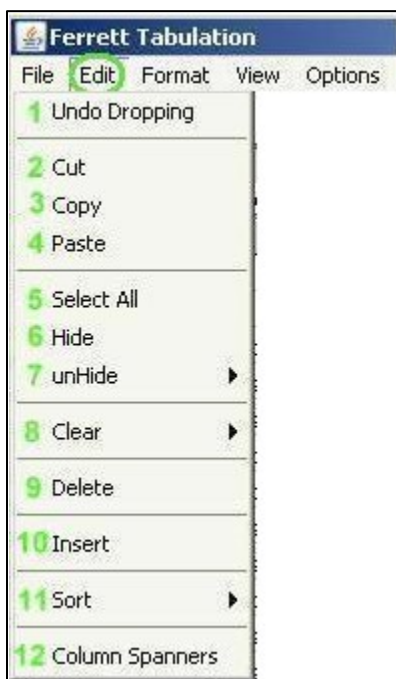 Ferrett Tabulation
File Edit Format View Options
1 Undo Dropping
2 Cut
3 Copy
4 Paste
5 Select All
6 Hide
7 unHide
8 Clear
9 Delete
10 Insert
11 Sort
12 Column Spanners